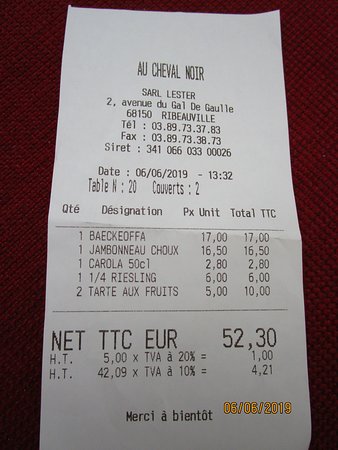 AU CHEVAL NOIR
SARL LESTER
2, avenue du Gal De Gaulle
68150 RIBEAUVILLE
Tél : 03.89.73.37.83
Fax : 03.89.73.38.73
Siret : 341 066 033 00026
Date : 06/06/2019 - 13:32
Table N : 20 Couverts : 2
Qté Désignation Px Unit Total TTC
1 BAECKEOFFA 17,00 17,00
1 JAMBONNEAU CHOUX 16,50 16,50
1 CAROLA 50cl 2,80 2,80
1 1/4 RIESLING 6,00 6,00
2 TARTE AUX FRUITS 5,00 10,00
NET TTC EUR 52,30
H.T. 5,00 x TVA à 20% = 1,00
H.T. 42,09 x TVA à 10% = 4,21
Merci à bientôt
06/06/2019